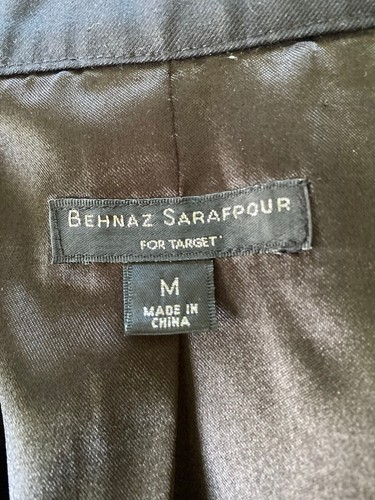 BEHNAZ SARAFPOUR
FOR TARGET
M
MADE IN
CHINA